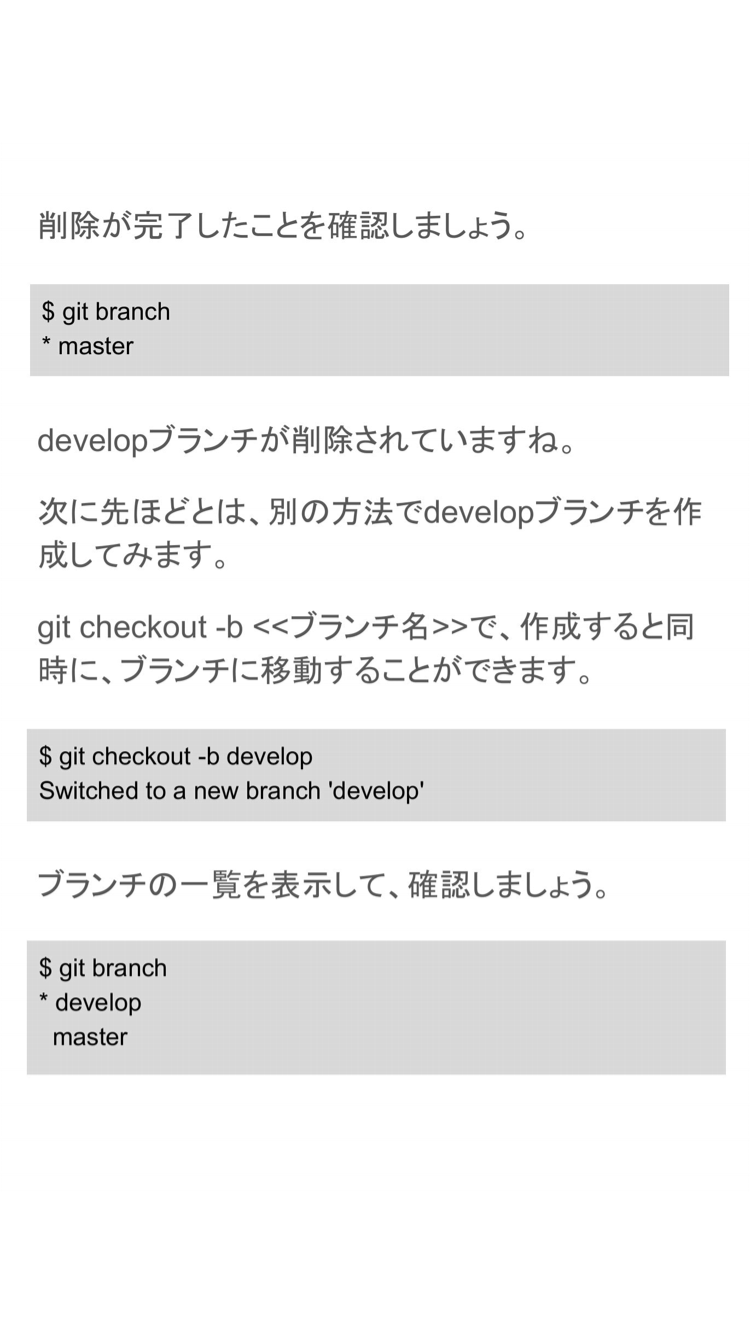 削除が完了したことを確認しましょう。
$ git branch
* master
developブランチが削除されていますね。
次に先ほどとは、別の方法でdevelopブランチを作
成してみます。
git checkout -b <<ブランチ名>>で、作成すると同
時に、ブランチに移動することができます。
$ git checkout -b develop
Switched to a new branch 'develop'
ブランチの一覧を表示して、確認しましょう。
$ git branch
* develop
  master